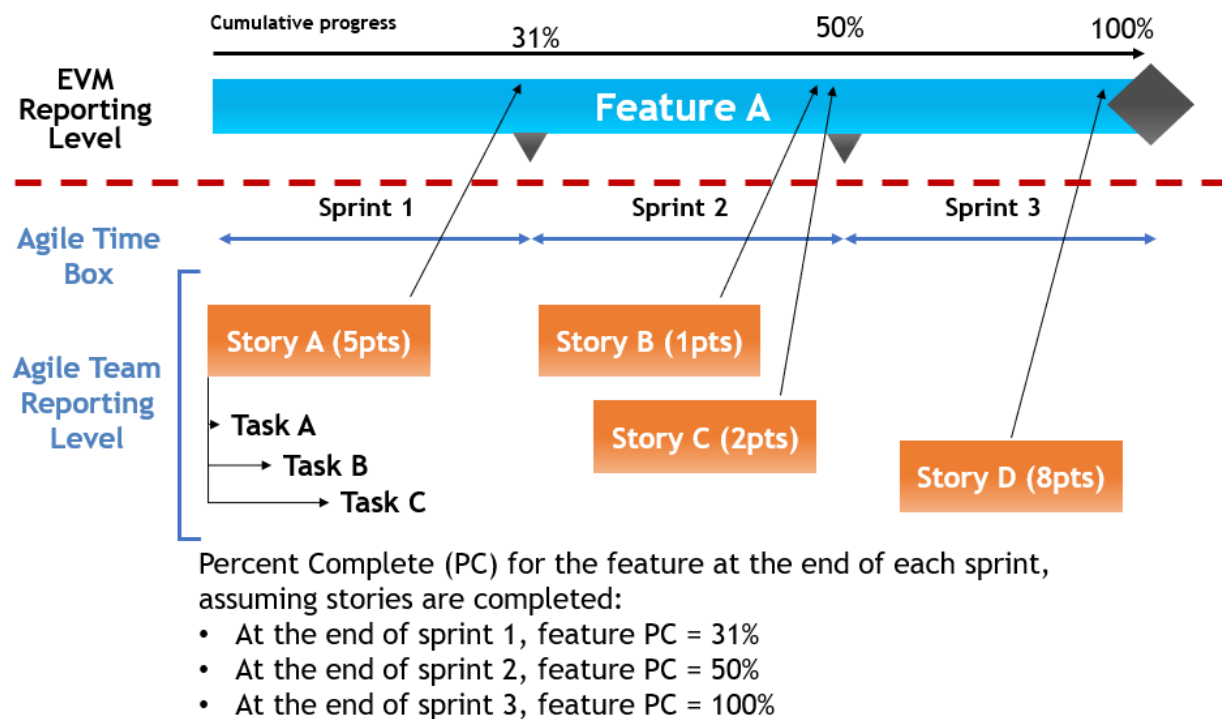 Cumulative progress
31%
50%
100%
EVM
Reporting
Level
Feature A
Sprint 1
Sprint 2
Sprint 3
Agile Time
Box
Story A (5pts)
Story B (1pts)
Agile Team
Reporting
Level
Task A
Story C (2pts)
Task B
Story D (8pts)
Task C
Percent Complete (PC) for the feature at the end of each sprint,
assuming stories are completed:
• At the end of sprint 1, feature PC = 31%
• At the end of sprint 2, feature PC = 50%
• At the end of sprint 3, feature PC = 100%